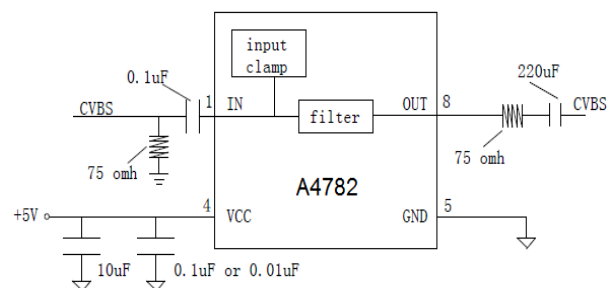 input
clamp
0.1uF
220uF
CVBS
1
IN
OUT
8
CVBS
filter
75 omh
75 omh
A4782
+5V
4
VCC
GND
5
10uF
0.1uF or 0.01uF